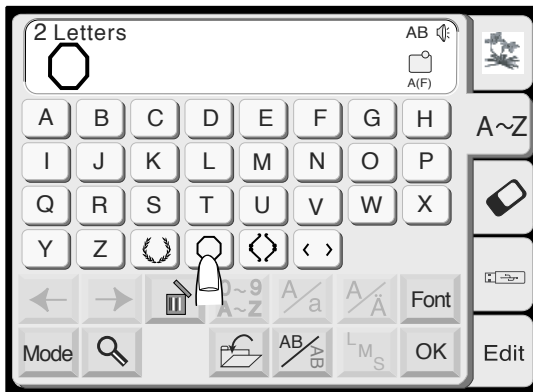 2 Letters
AB
A(F)
A B C D E F G H
I J K L M N O P
Q R S T U V W X
Y Z < >
A~Z
0~9
A~Z
A/a
A/Ä
Font
Mode
AB/AB
L M S
OK
Edit